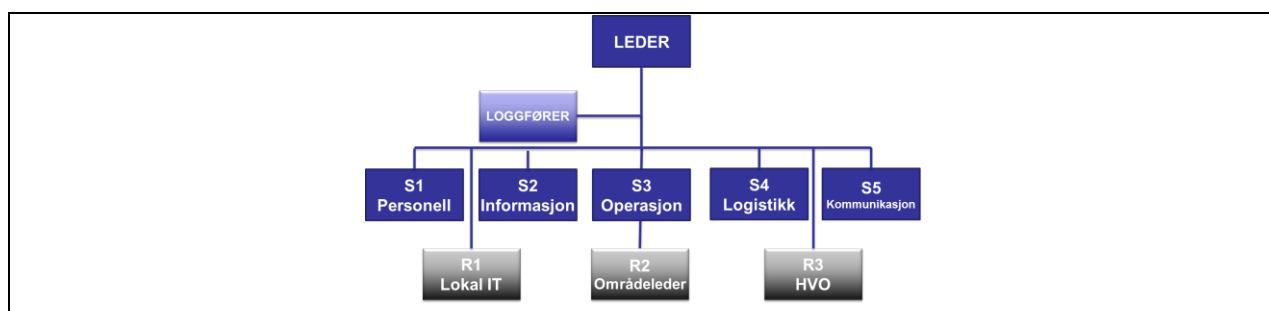 LEDER
LOGGFØRER
S1
Personell
S2
Informasjon
S3
Operasjon
S4
Logistikk
S5
Kommunikasjon
R1
Lokal IT
R2
Områdeleder
R3
HVO